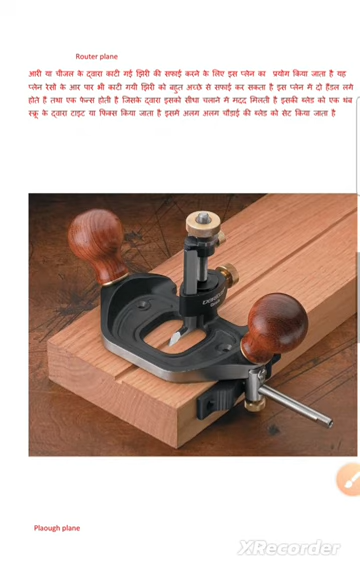 Router plane
आरी या चीजल के द्वारा काटी गई झिरी की सफाई करने के लिए इस प्लेन का प्रयोग किया जाता है यह
प्लेन रेसों के आर पार भी काटी गयी झिरी को बहुत अच्छे से सफाई कर सकता है इस प्लेन मे दो हैंडल लगे
होते है तथा एक फेन्स होती है जिसके द्वारा इसको सीधा चलाने मे मदद मिलती है इसकी ब्लेड को एक थंब
स्क्रू के द्वारा टाइट या फिक्स किया जाता है इसमे अलग अलग चौड़ाई की ब्लेड को सेट किया जाता है
Plaough plane
XRecorder